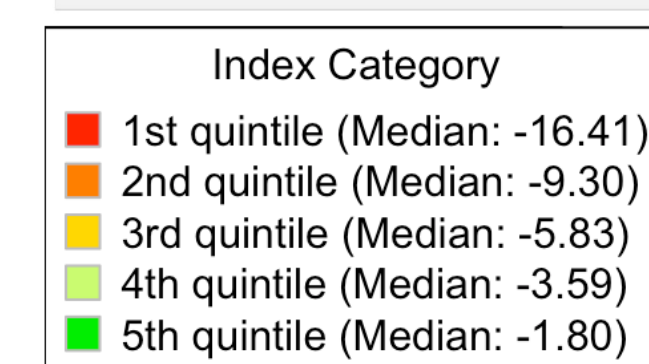 Index Category
1st quintile (Median: -16.41)
2nd quintile (Median: -9.30)
3rd quintile (Median: -5.83)
4th quintile (Median: -3.59)
5th quintile (Median: -1.80)